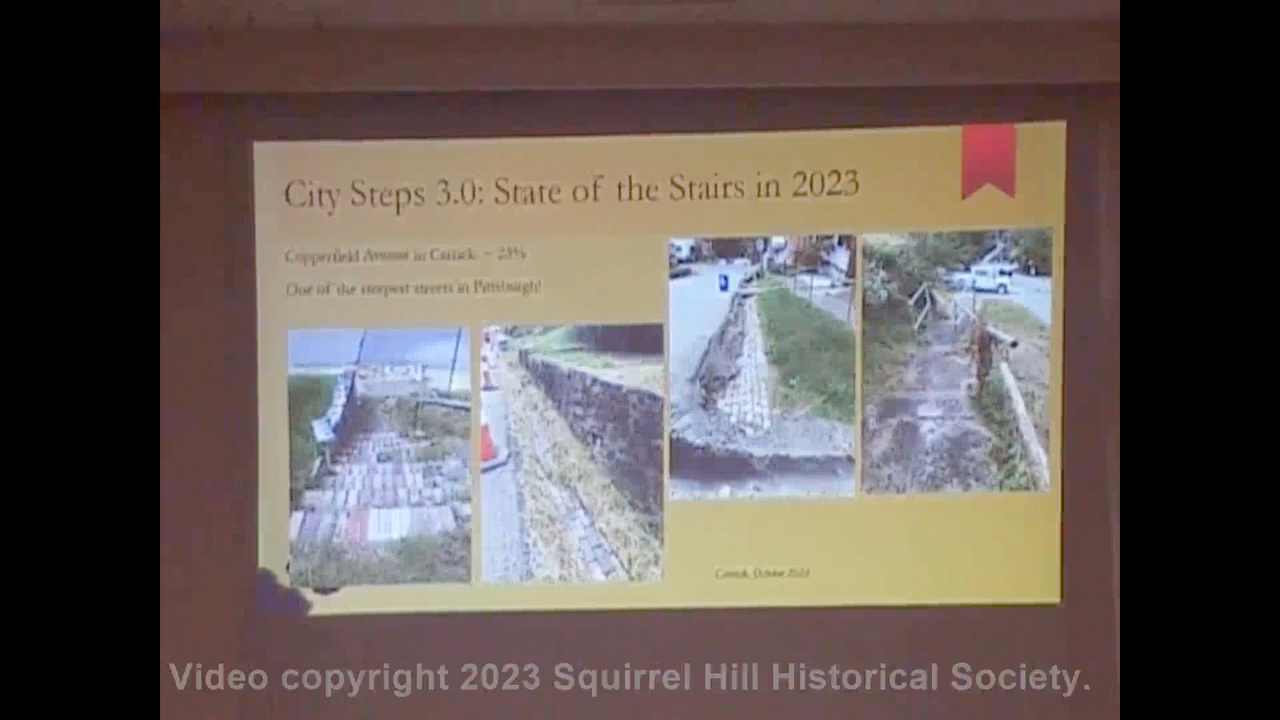 City Steps 3.0: State of the Stairs in 2023
Copperfield Avenue in Carrick ~ 23%
One of the steepest streets in Pittsburgh!
Carrick, October
Video copyright 2023 Squirrel Hill Historical Society.